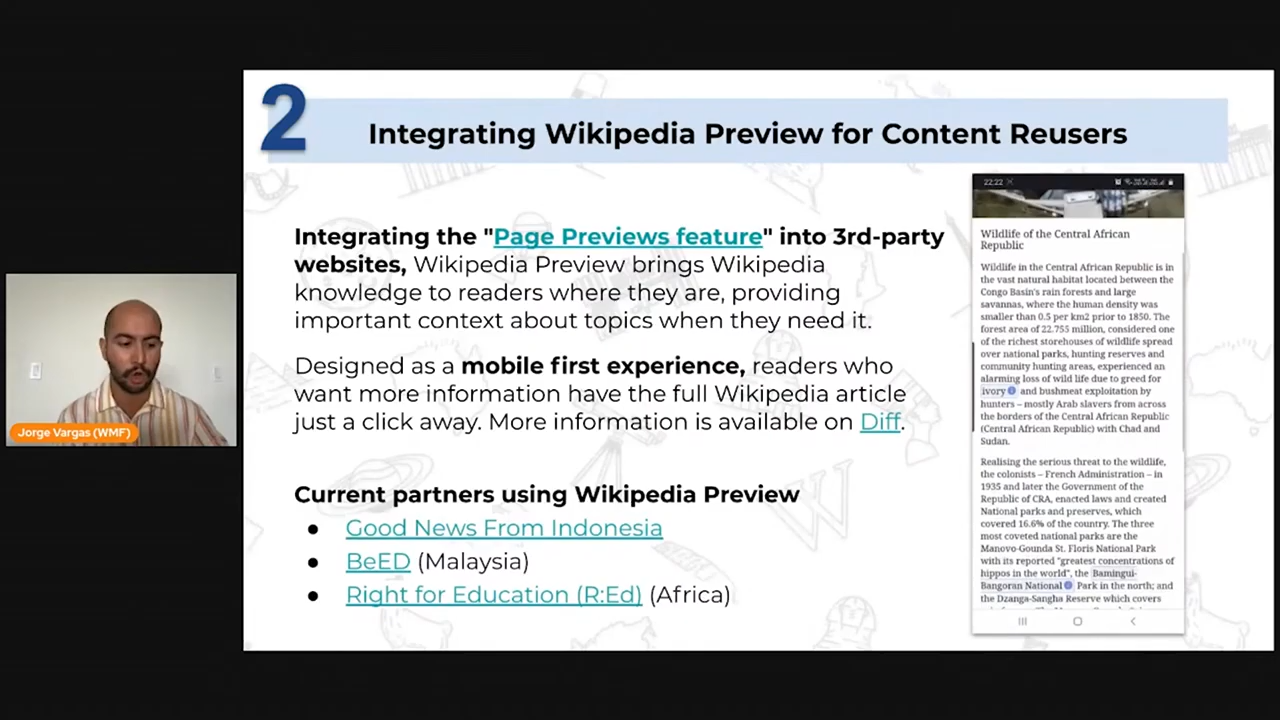 2
Integrating Wikipedia Preview for Content Reusers
Integrating the "Page Previews feature" into 3rd-party
websites, Wikipedia Preview brings Wikipedia
knowledge to readers where they are, providing
important context about topics when they need it.
Designed as a mobile first experience, readers who
want more information have the full Wikipedia article
just a click away. More information is available on Diff.
Current partners using Wikipedia Preview
● Good News From Indonesia
● BeED (Malaysia)
● Right for Education (R:Ed) (Africa)
Jorge Vargas (WMF)
22:22
Wildlife of the Central African
Republic
Wildlife in the Central African Republic is in
the vast natural habitat located between the
Congo Basin's rain forests and large
savannas, where the human density was
smaller than 0.5 per km2 prior to 1850. The
forest area of 22.755 million, considered one
of the richest storehouses of wildlife spread
over national parks, hunting reserves and
community hunting areas, experienced an
alarming loss of wild life due to greed for
ivory and bushmeat exploitation by
hunters – mostly Arab slavers from across
the borders of the Central African Republic
(Central African Republic) with Chad and
Sudan.
Realising the serious threat to the wildlife,
the colonists – French Administration – in
1935 and later the Government of the
Republic of CRA, enacted laws and created
National parks and preserves, which
covered 16.6% of the country. The three
most coveted national parks are the
Manovo-Gounda St. Floris National Park
with its reported "greatest concentrations of
hippos in the world", the Bamingui-
Bangoran National Park in the north; and
the Dzanga-Sangha Reserve which covers